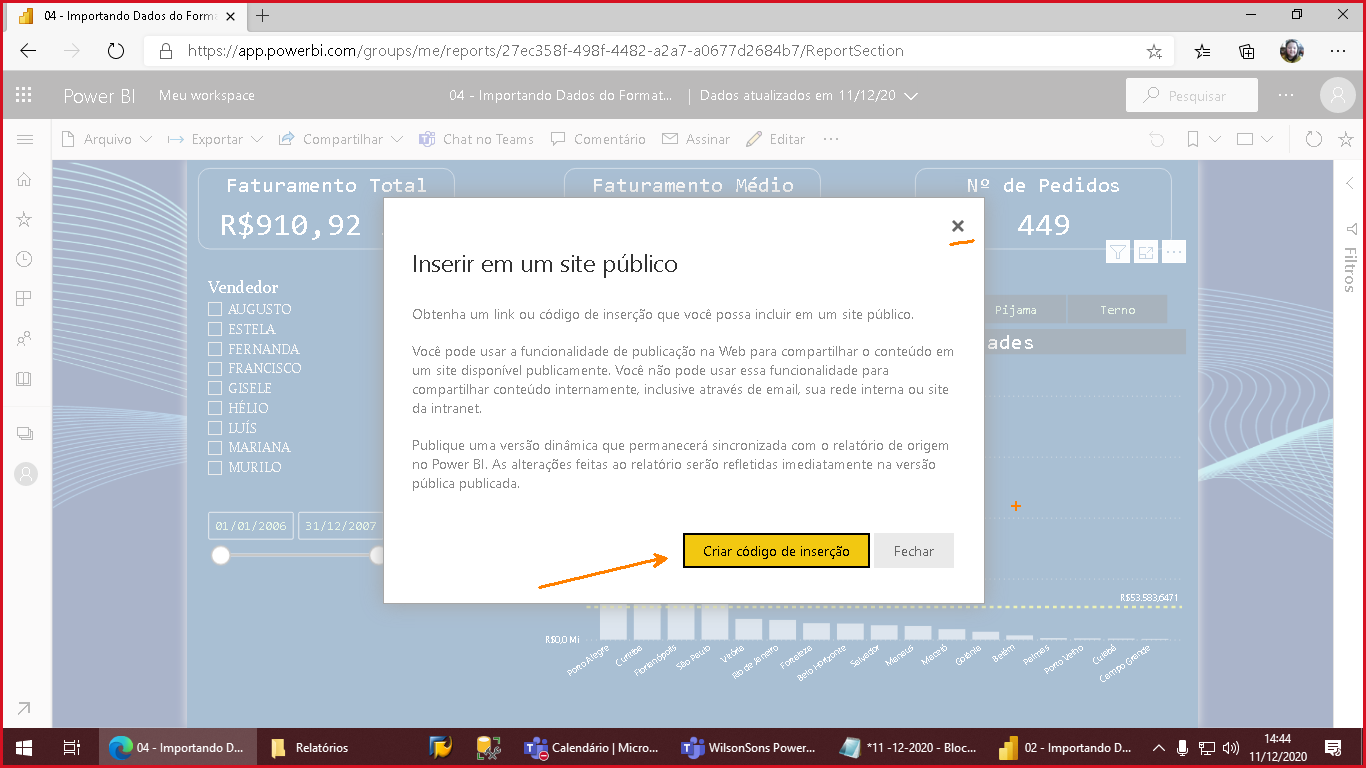 04 - Importando Dados do Forma
https://app.powerbi.com/groups/me/reports/27ec358f-498f-4482-a2a7-a0677d2684b7/ReportSection
Power BI Meu workspace 04 - Importando Dados do Format... | Dados atualizados em 11/12/20 Pesquisar
Arquivo Exportar Compartilhar Chat no Teams Comentário Assinar Editar
Faturamento Total Faturamento Médio Nº de Pedidos
R$910,92 449
Inserir em um site público
Obtenha um link ou código de inserção que você possa incluir em um site público.
Você pode usar a funcionalidade de publicação na Web para compartilhar o conteúdo em
um site disponível publicamente. Você não pode usar essa funcionalidade para
compartilhar conteúdo internamente, inclusive através de email, sua rede interna ou site
da intranet.
Publique uma versão dinâmica que permanecerá sincronizada com o relatório de origem
no Power BI. As alterações feitas ao relatório serão refletidas imediatamente na versão
pública publicada.
Criar código de inserção Fechar
Vendedor
AUGUSTO
ESTELA
FERNANDA
FRANCISCO
GISELE
HÉLIO
LUÍS
MARIANA
MURILO
01/01/2006 31/12/2007
Pijama Terno
ades
Filtros
R$53.583,6471
R$0,0 Mi
Porto Alegre
Curitiba
Florianópolis
São Paulo
Vitória
Rio de Janeiro
Fortaleza
Belo Horizonte
Salvador
Manaus
Maceió
Goiânia
Belém
Palmas
Porto Velho
Cuiabá
Campo Grande
04 - Importando D... Relatórios Calendário | Micro... WilsonSons Power... *11 -12-2020 - Bloc... 02 - Importando D... 14:44
11/12/2020